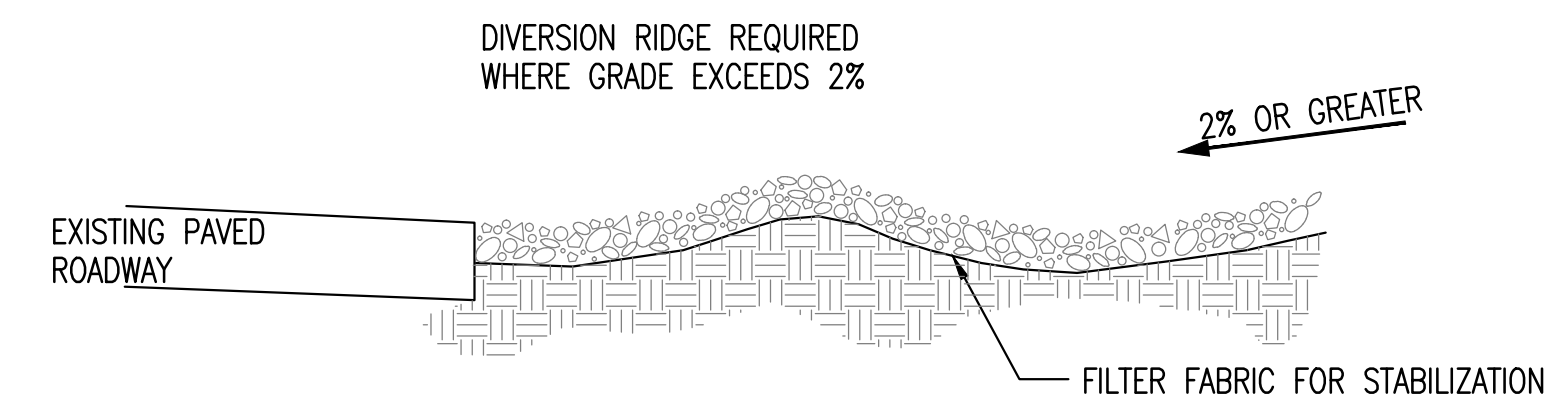 DIVERSION RIDGE REQUIRED
WHERE GRADE EXCEEDS 2%
2% OR GREATER
EXISTING PAVED
ROADWAY
FILTER FABRIC FOR STABILIZATION